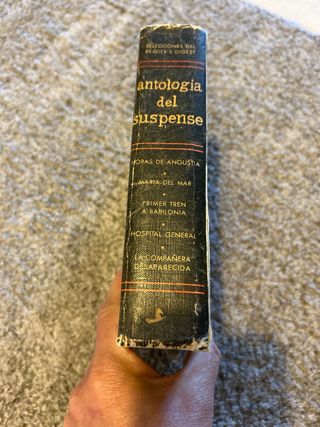 SELECCIONES DEL
READER'S DIGEST
antología
del
suspense
HORAS DE ANGUSTIA
MARIA DEL MAR
PRIMER TREN
A BABILONIA
HOSPITAL GENERAL
LA COMPAÑERA
DESAPARECIDA